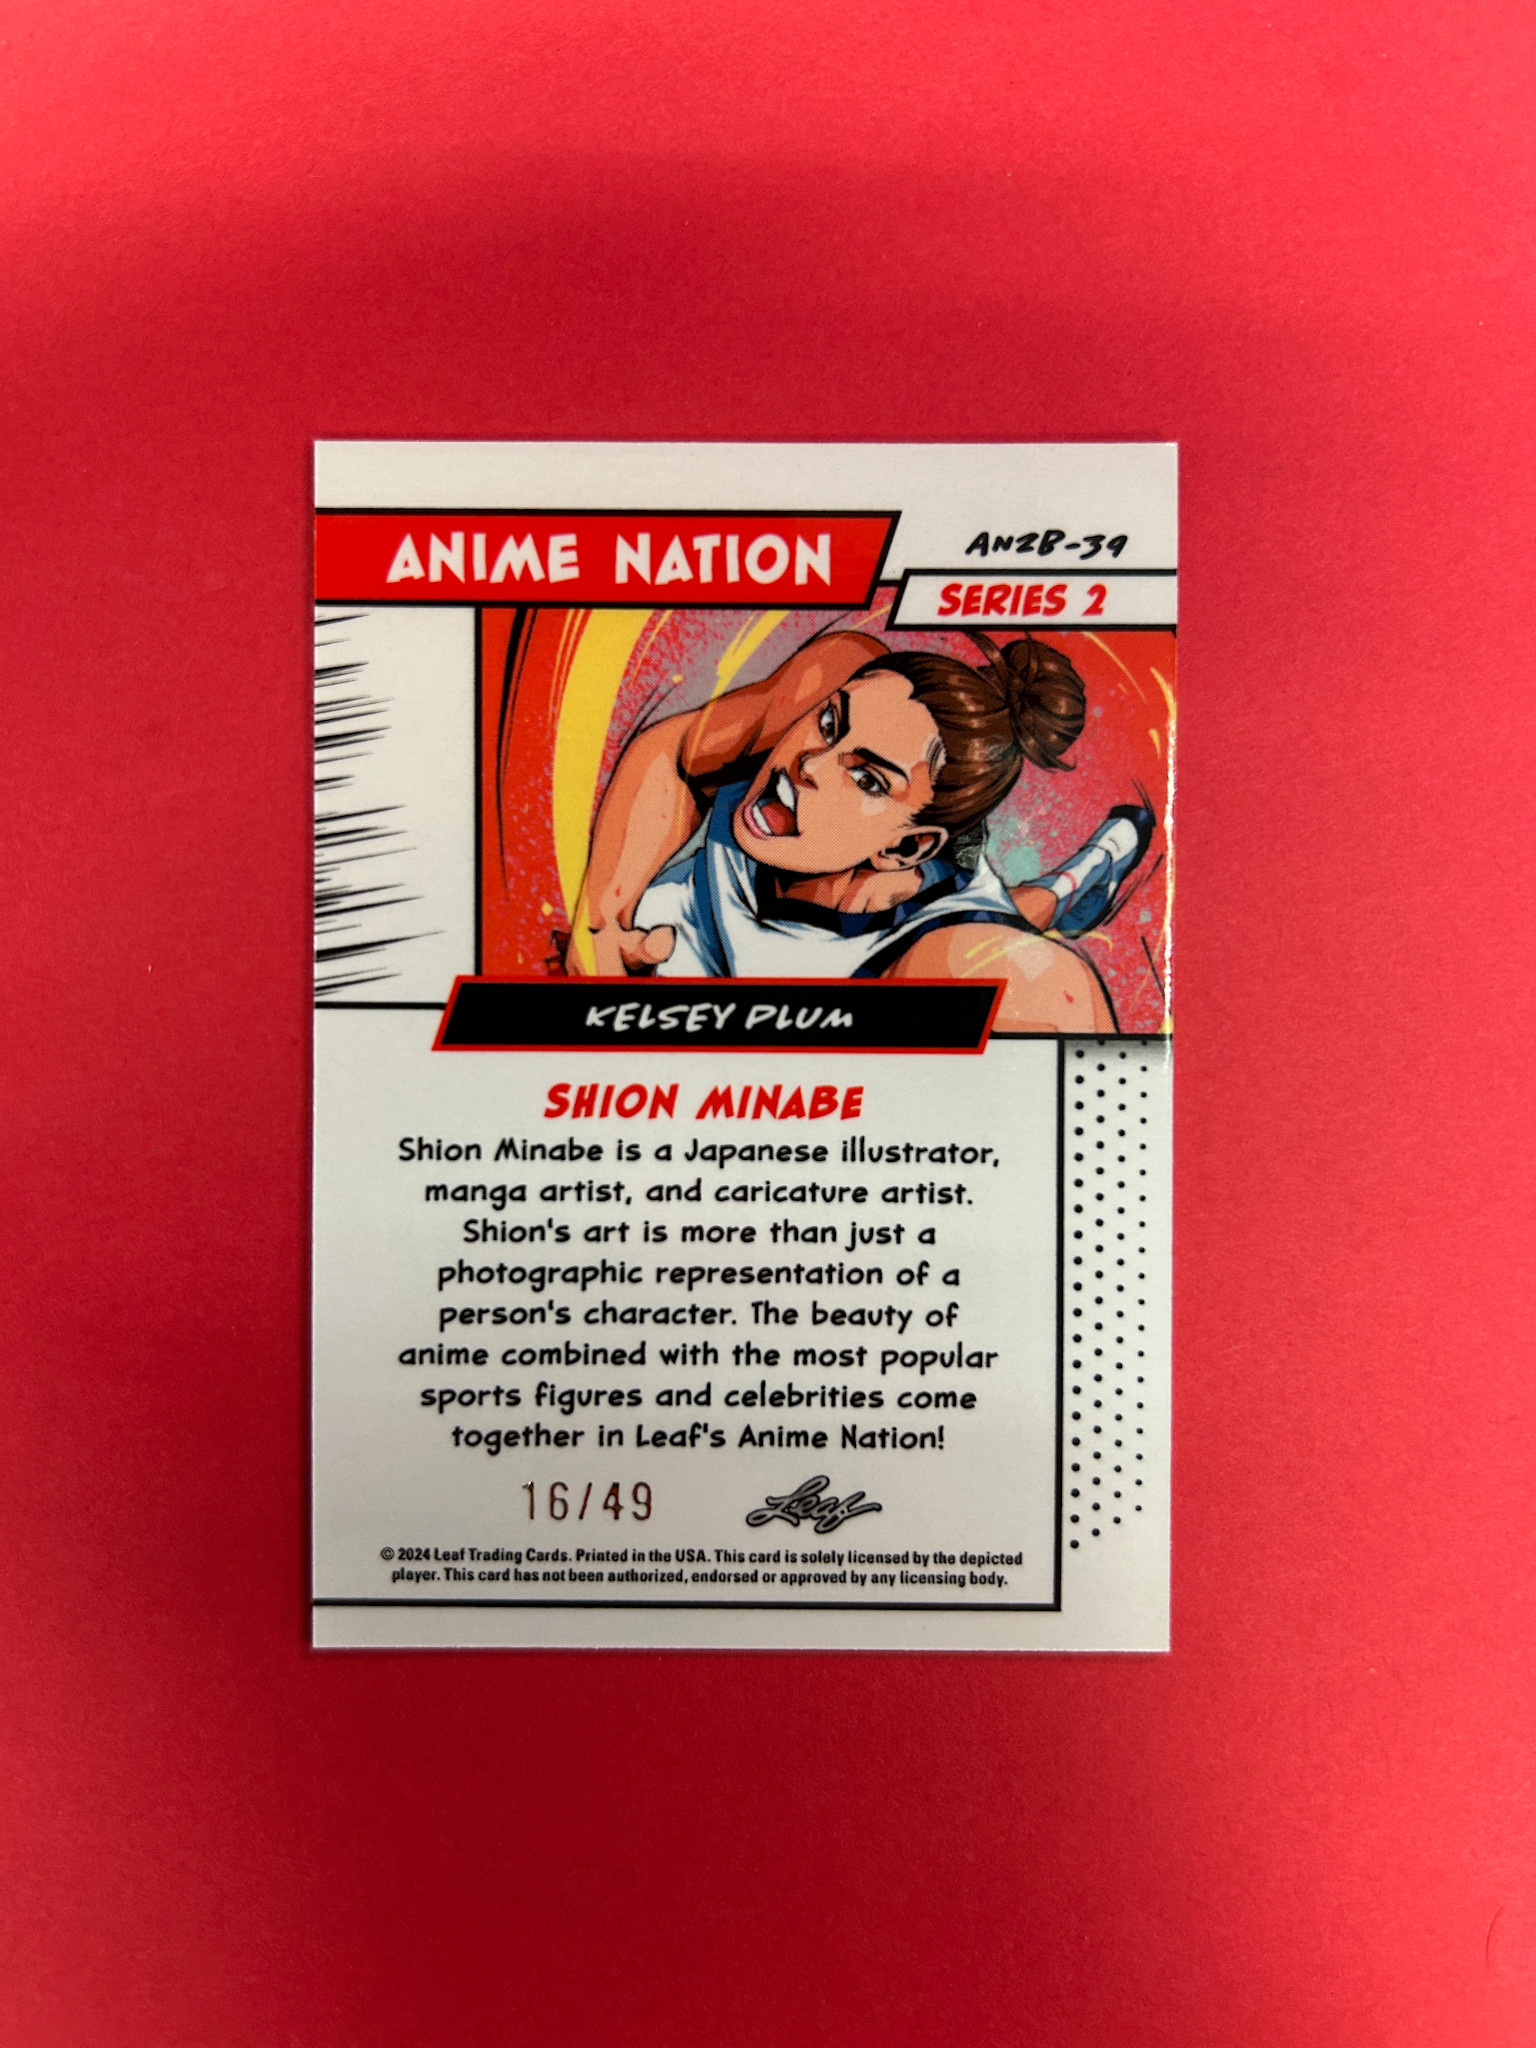 ANIME NATION
AN2B-39
SERIES 2
KELSEY PLUM
SHION MINABE
Shion Minabe is a Japanese illustrator,
manga artist, and caricature artist.
Shion's art is more than just a
photographic representation of a
person's character. The beauty of
anime combined with the most popular
sports figures and celebrities come
together in Leaf's Anime Nation!
16/49
Leaf
© 2024 Leaf Trading Cards. Printed in the USA. This card is solely licensed by the depicted
player. This card has not been authorized, endorsed or approved by any licensing body.